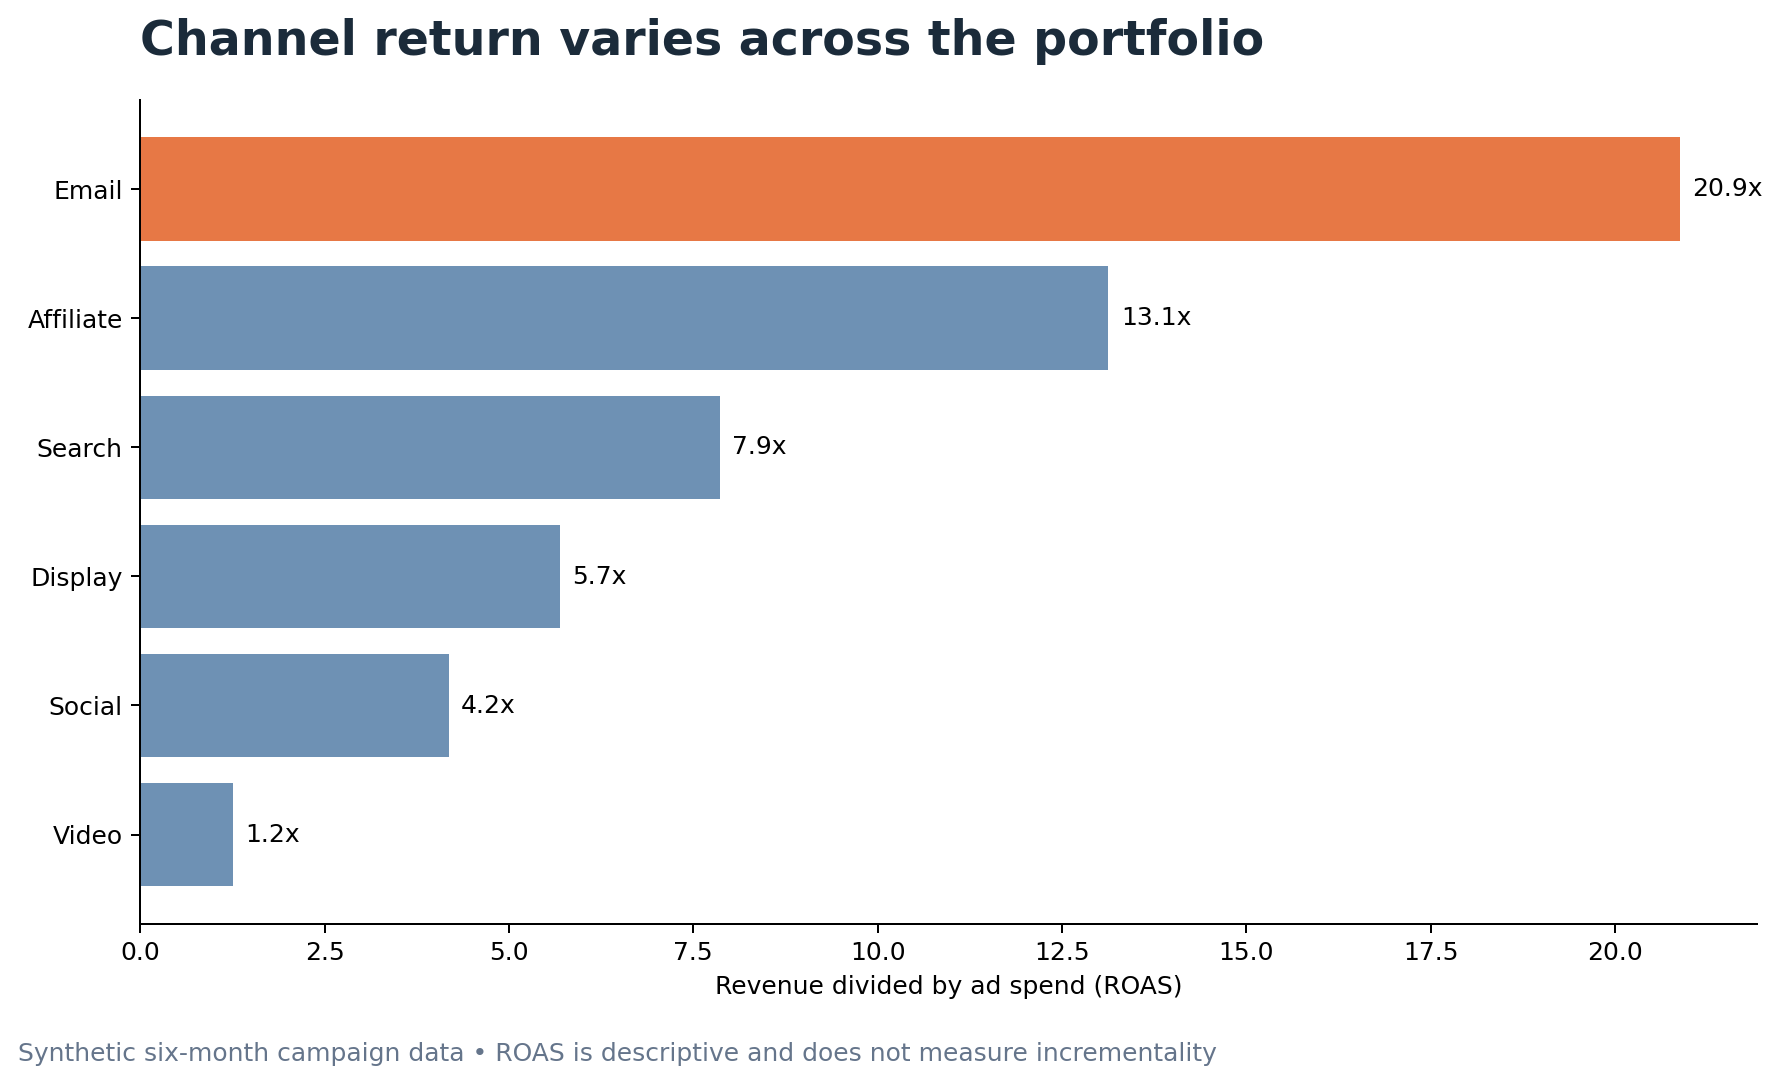 Channel return varies across the portfolio
Email
20.9x
Affiliate
13.1x
Search
7.9x
Display
5.7x
Social
4.2x
Video
1.2x
0.0 2.5 5.0 7.5 10.0 12.5 15.0 17.5 20.0
Revenue divided by ad spend (ROAS)
Synthetic six-month campaign data • ROAS is descriptive and does not measure incrementality